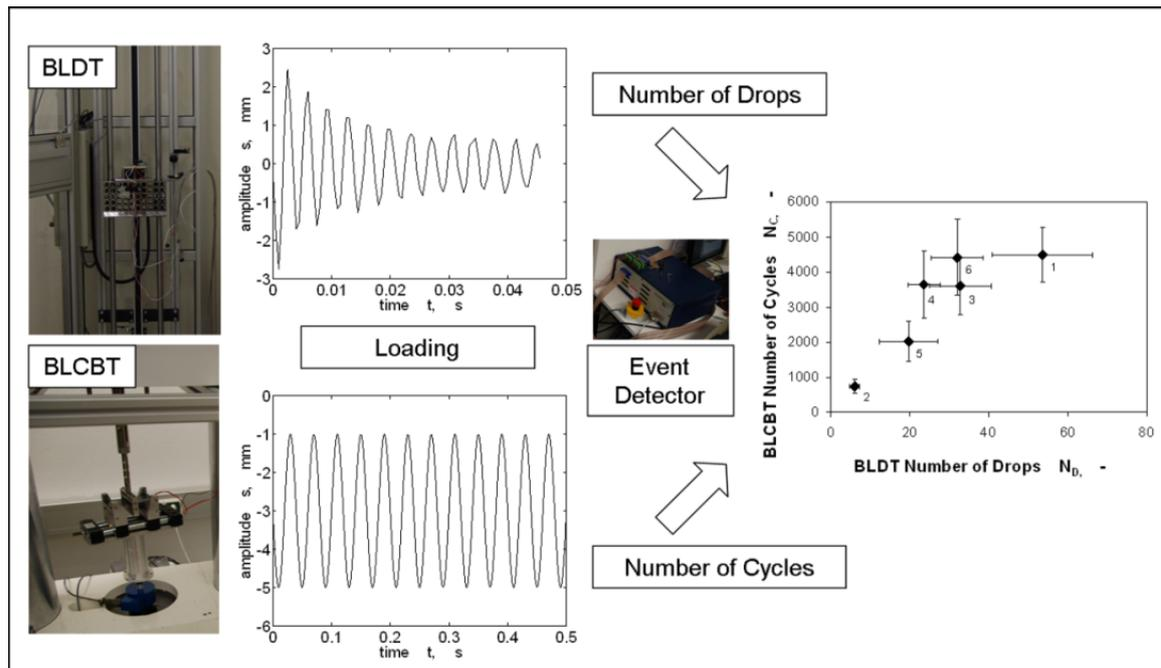 BLDT
amplitude s, mm
3
2
1
0
-1
-2
-3
0 0.01 0.02 0.03 0.04 0.05
time t, s
Number of Drops
Loading
Event
Detector
BLCBT
amplitude s, mm
0
-1
-2
-3
-4
-5
-6
0 0.1 0.2 0.3 0.4 0.5
time t, s
Number of Cycles
BLCBT Number of Cycles N_C, -
6000
5000
4000
3000
2000
1000
0
1
6
4
3
5
2
0 20 40 60 80
BLDT Number of Drops N_D, -